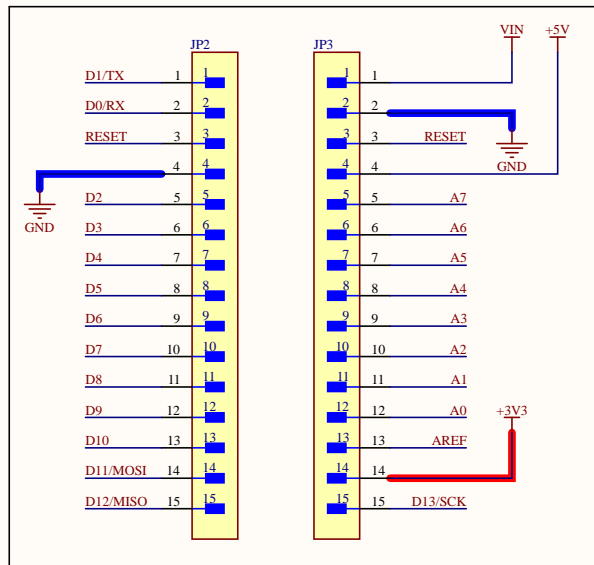 VIN +5V
JP2 JP3
D1/TX 1 1 1 1
D0/RX 2 2 2 2
RESET 3 3 3 3 RESET
4 4 4 4
GND
D2 5 5 5 5 A7
GND
D3 6 6 6 6 A6
D4 7 7 7 7 A5
D5 8 8 8 8 A4
D6 9 9 9 9 A3
D7 10 10 10 10 A2
D8 11 11 11 11 A1
D9 12 12 12 12 A0
+3V3
D10 13 13 13 13 AREF
D11/MOSI 14 14 14 14
D12/MISO 15 15 15 15 D13/SCK